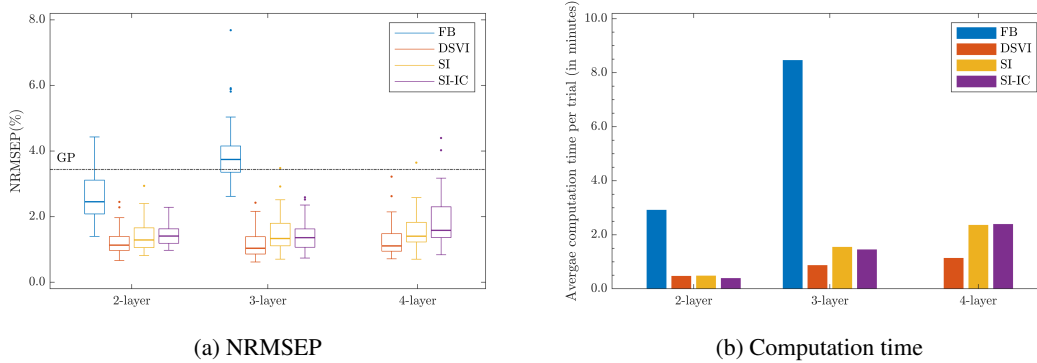 8.0
6.0
4.0
2.0
0.0
NRMSEP(%)
GP
FB
DSVI
SI
SI-IC
2-layer
3-layer
4-layer
(a) NRMSEP
10.0
8.0
6.0
4.0
2.0
0.0
Avergae computation time per trial (in minutes)
FB
DSVI
SI
SI-IC
2-layer
3-layer
4-layer
(b) Computation time